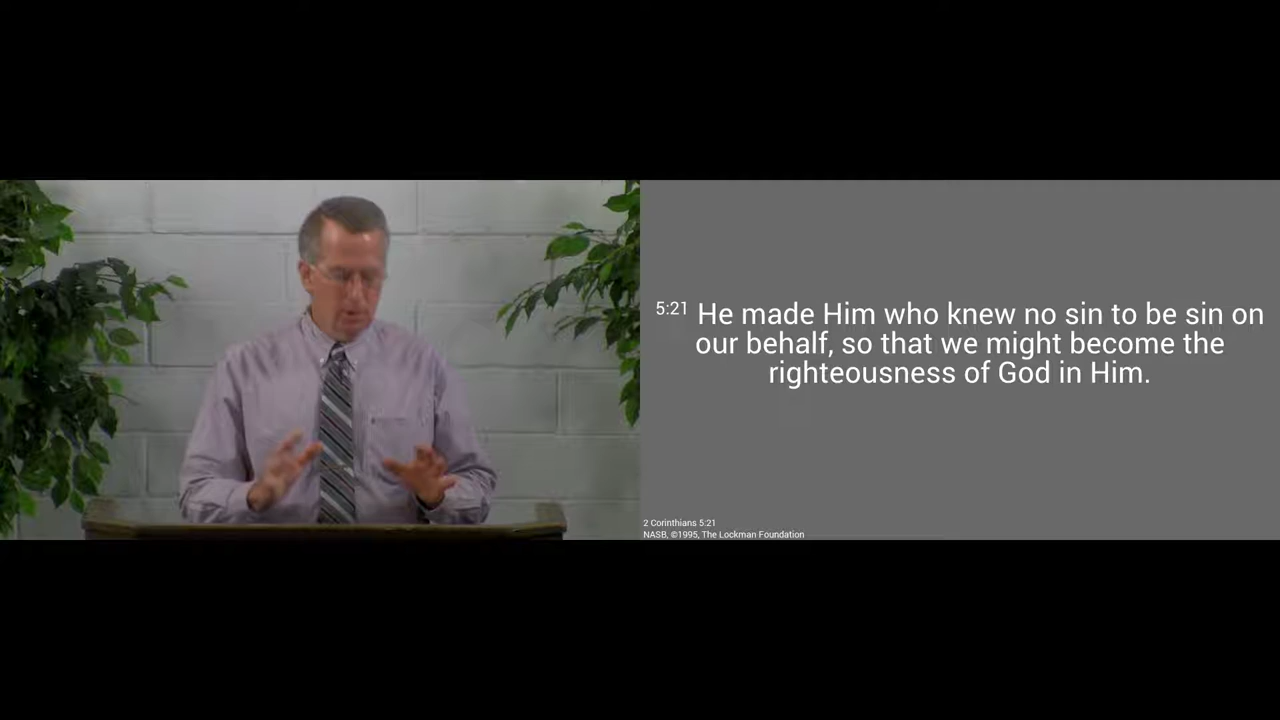 5:21 He made Him who knew no sin to be sin on
our behalf, so that we might become the
righteousness of God in Him.
2 Corinthians 5:21
NASB, ©1995, The Lockman Foundation